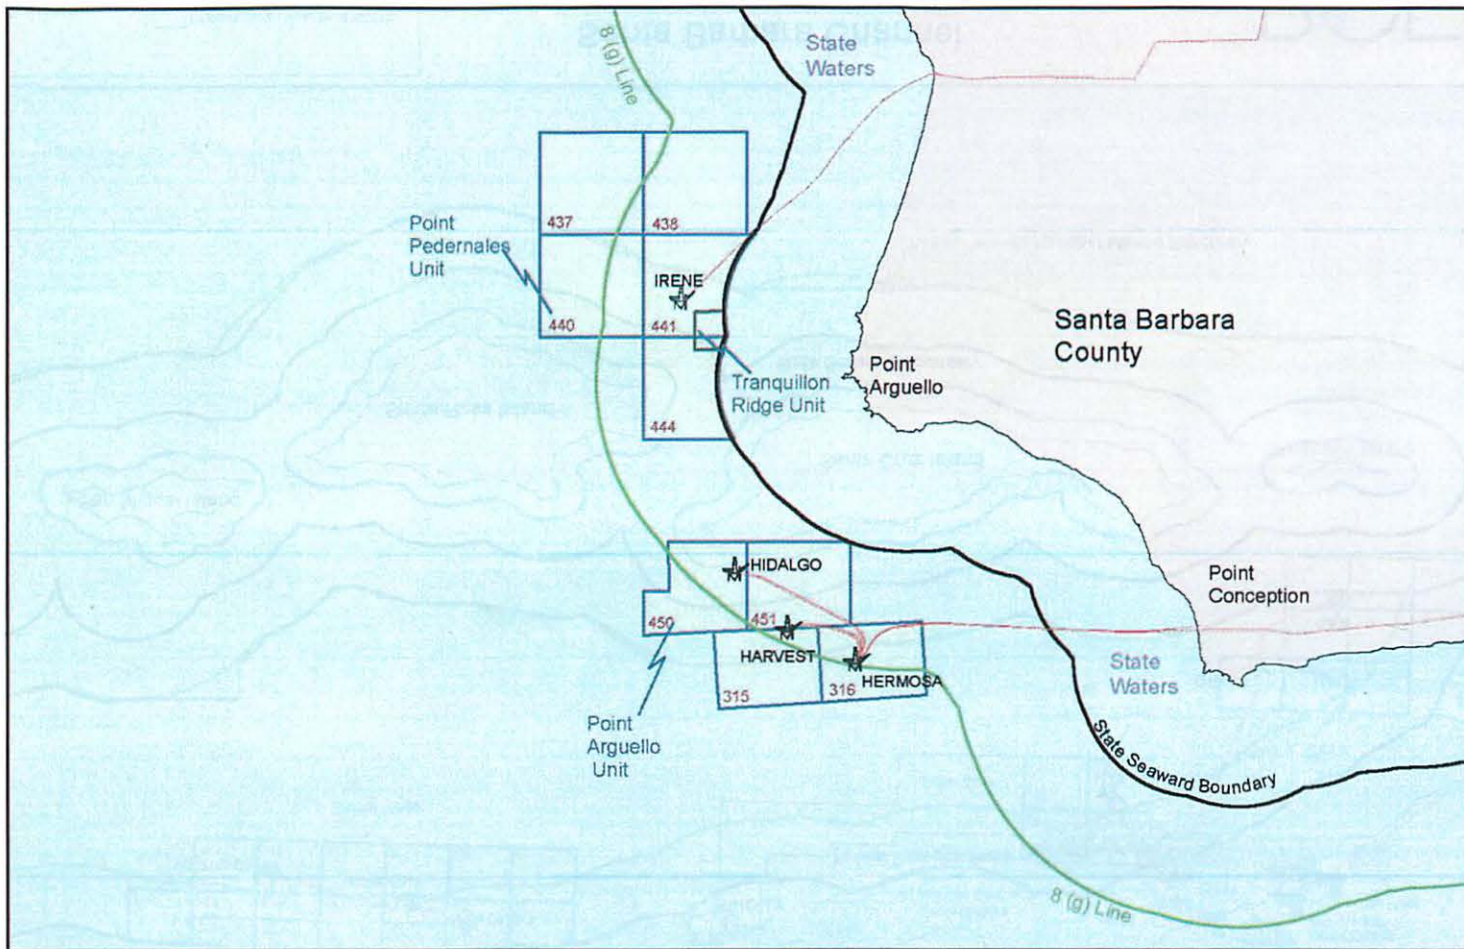 8 (g) Line
State
Waters
437
438
Point
Pedernales
Unit
IRENE
440
441
Santa Barbara
County
Point
Arguello
Tranquillon
Ridge Unit
444
HIDALGO
Point
Conception
450
451
HARVEST
HERMOSA
State
Waters
315
316
Point
Arguello
Unit
State Seaward Boundary
8 (g) Line